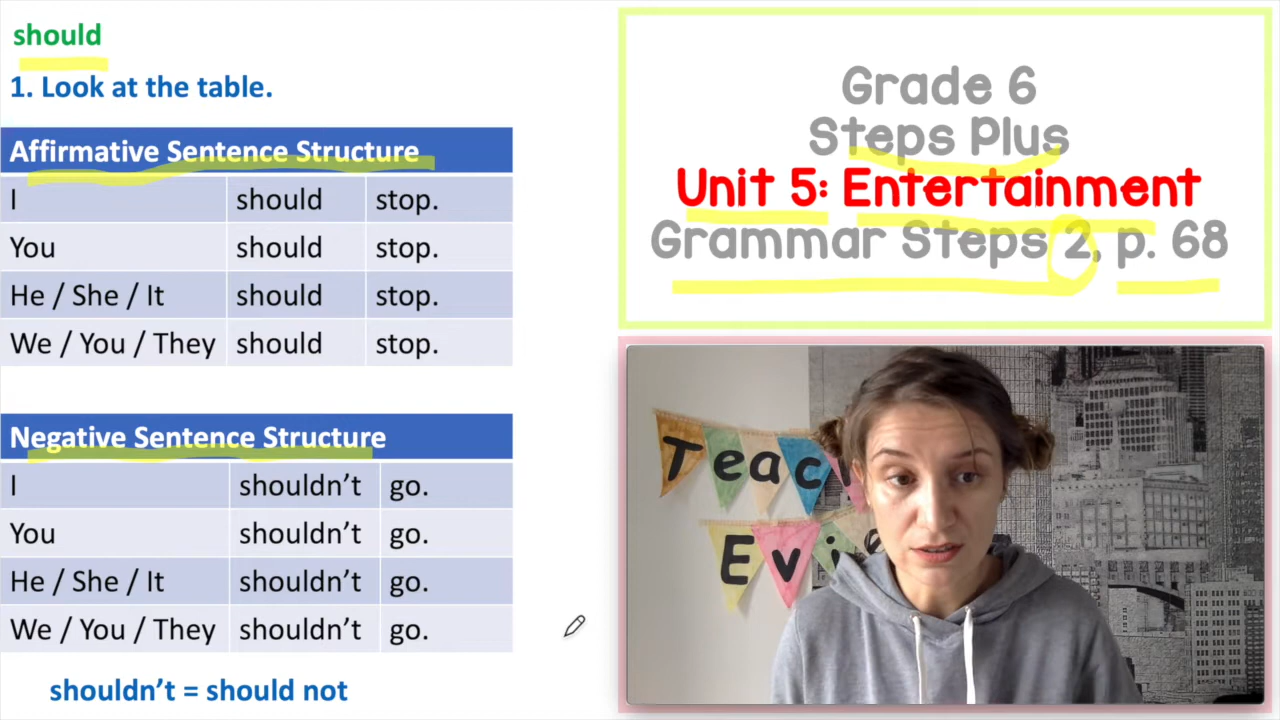 should
1. Look at the table.
Affirmative Sentence Structure
I should stop.
You should stop.
He / She / It should stop.
We / You / They should stop.
Negative Sentence Structure
I shouldn't go.
You shouldn't go.
He / She / It shouldn't go.
We / You / They shouldn't go.
shouldn't = should not
Grade 6
Steps Plus
Unit 5: Entertainment
Grammar Steps 2, p. 68